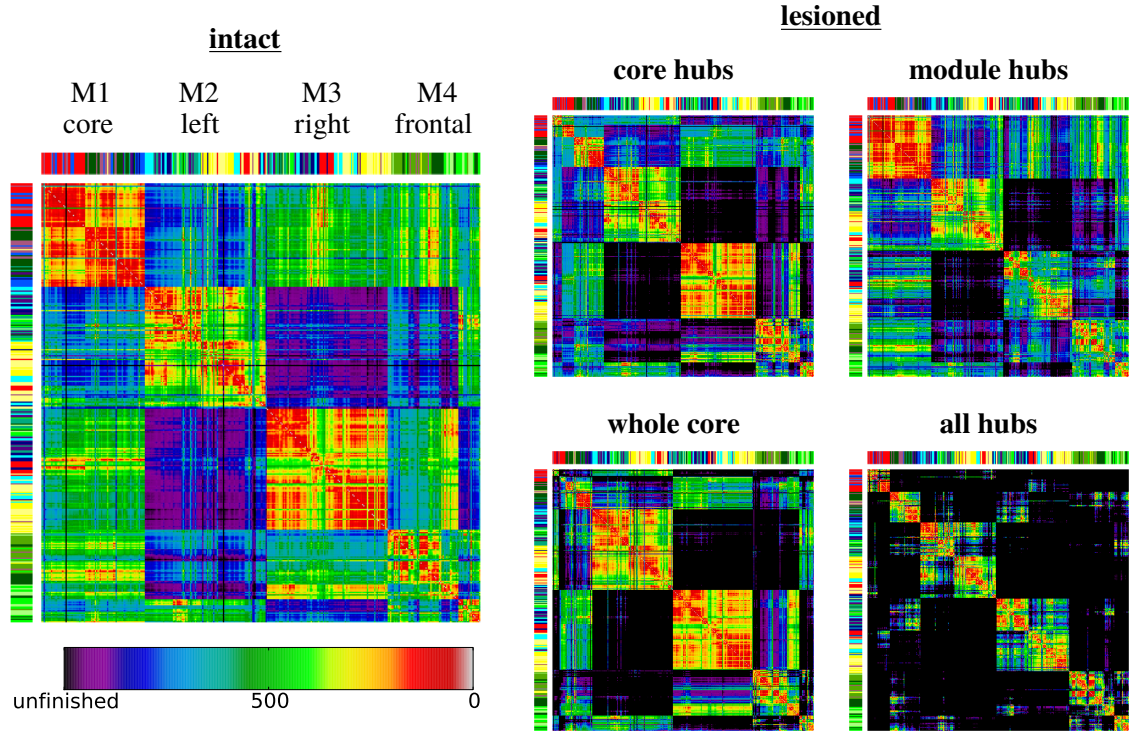 intact
M1 M2 M3 M4
core left right frontal
unfinished 500 0
lesioned
core hubs module hubs
whole core all hubs